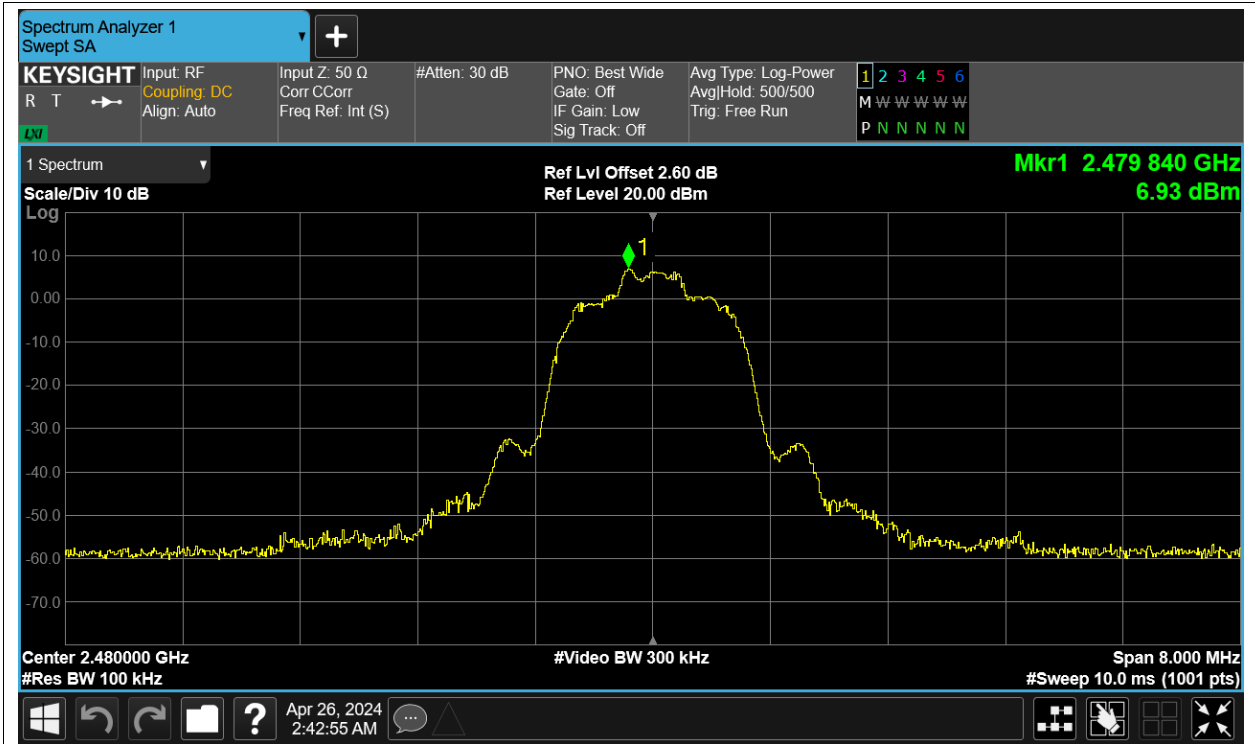 Spectrum Analyzer 1
Swept SA
KEYSIGHT
R T
LXI
Input: RF
Coupling: DC
Align: Auto
Input Z: 50 Ω
Corr CCorr
Freq Ref: Int (S)
#Atten: 30 dB
PNO: Best Wide
Gate: Off
IF Gain: Low
Sig Track: Off
Avg Type: Log-Power
Avg|Hold: 500/500
Trig: Free Run
1 2 3 4 5 6
M W W W W W W
P N N N N N
1 Spectrum
Scale/Div 10 dB
Log
Ref Lvl Offset 2.60 dB
Ref Level 20.00 dBm
Mkr1 2.479 840 GHz
6.93 dBm
1
10.0
0.00
-10.0
-20.0
-30.0
-40.0
-50.0
-60.0
-70.0
Center 2.480000 GHz
#Video BW 300 kHz
Span 8.000 MHz
#Res BW 100 kHz
#Sweep 10.0 ms (1001 pts)
?
Apr 26, 2024
2:42:55 AM